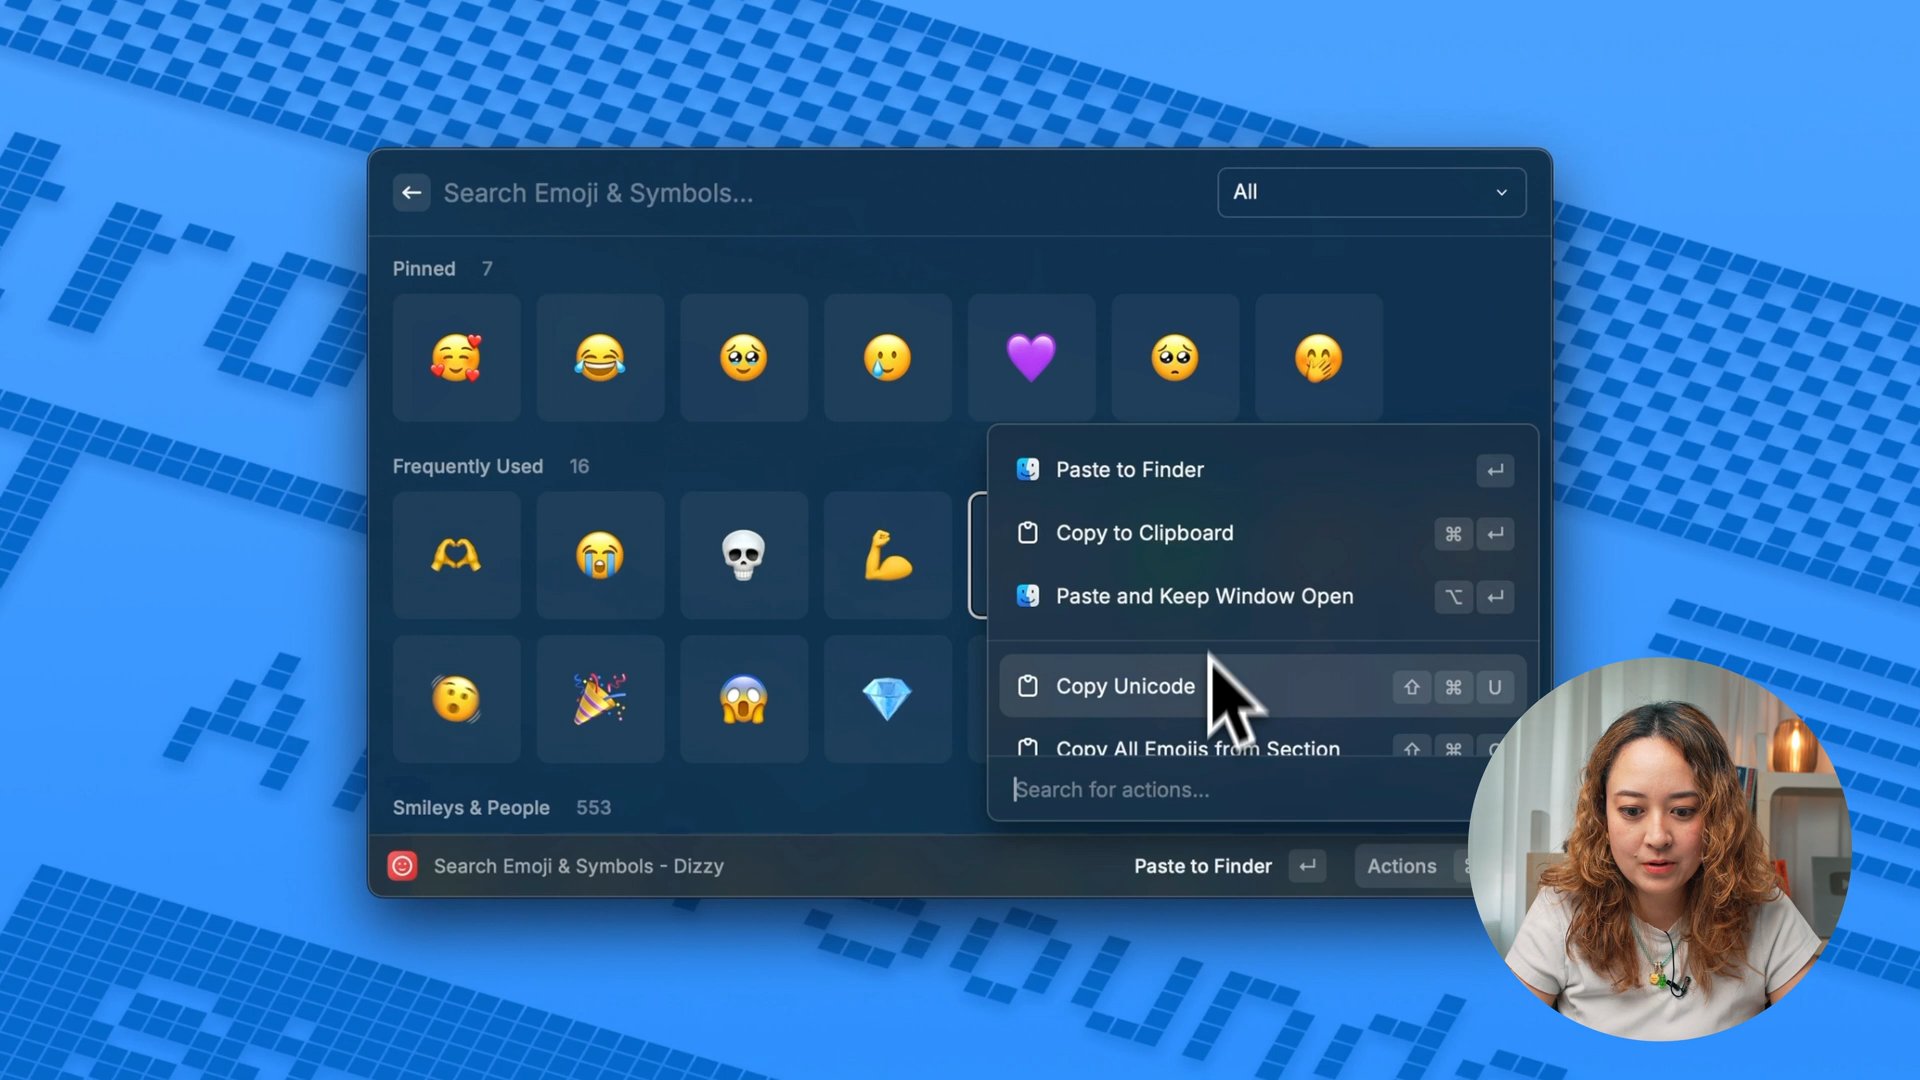 Search Emoji & Symbols...
All
Pinned 7
Frequently Used 16
Paste to Finder
Copy to Clipboard ⌘
Paste and Keep Window Open ⌥
Copy Unicode ⇧ ⌘ U
Copy All Emojis from Section ⇧ ⌘
Search for actions...
Smileys & People 553
Search Emoji & Symbols - Dizzy
Paste to Finder
Actions